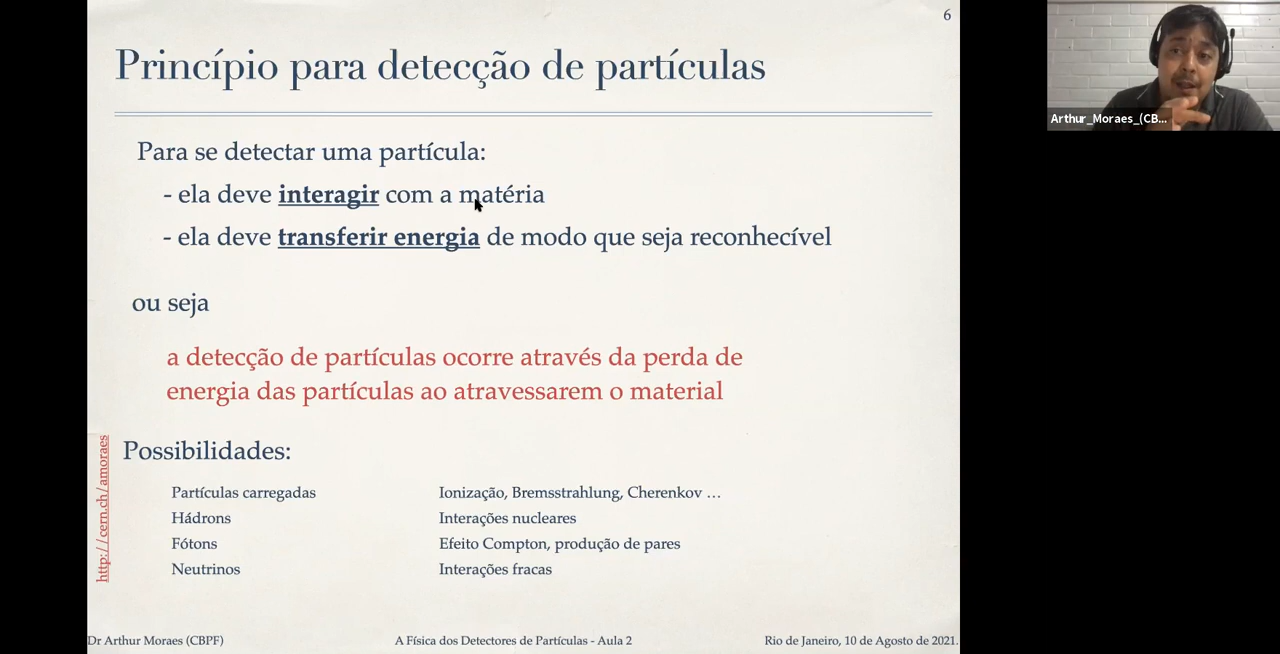 6
Princípio para detecção de partículas
Para se detectar uma partícula:
- ela deve interagir com a matéria
- ela deve transferir energia de modo que seja reconhecível
ou seja
a detecção de partículas ocorre através da perda de
energia das partículas ao atravessarem o material
Possibilidades:
Partículas carregadas Ionização, Bremsstrahlung, Cherenkov …
Hádrons Interações nucleares
Fótons Efeito Compton, produção de pares
Neutrinos Interações fracas
http://cern.ch/amoraes
Dr Arthur Moraes (CBPF) A Física dos Detectores de Partículas - Aula 2 Rio de Janeiro, 10 de Agosto de 2021.
Arthur_Moraes_(CB...